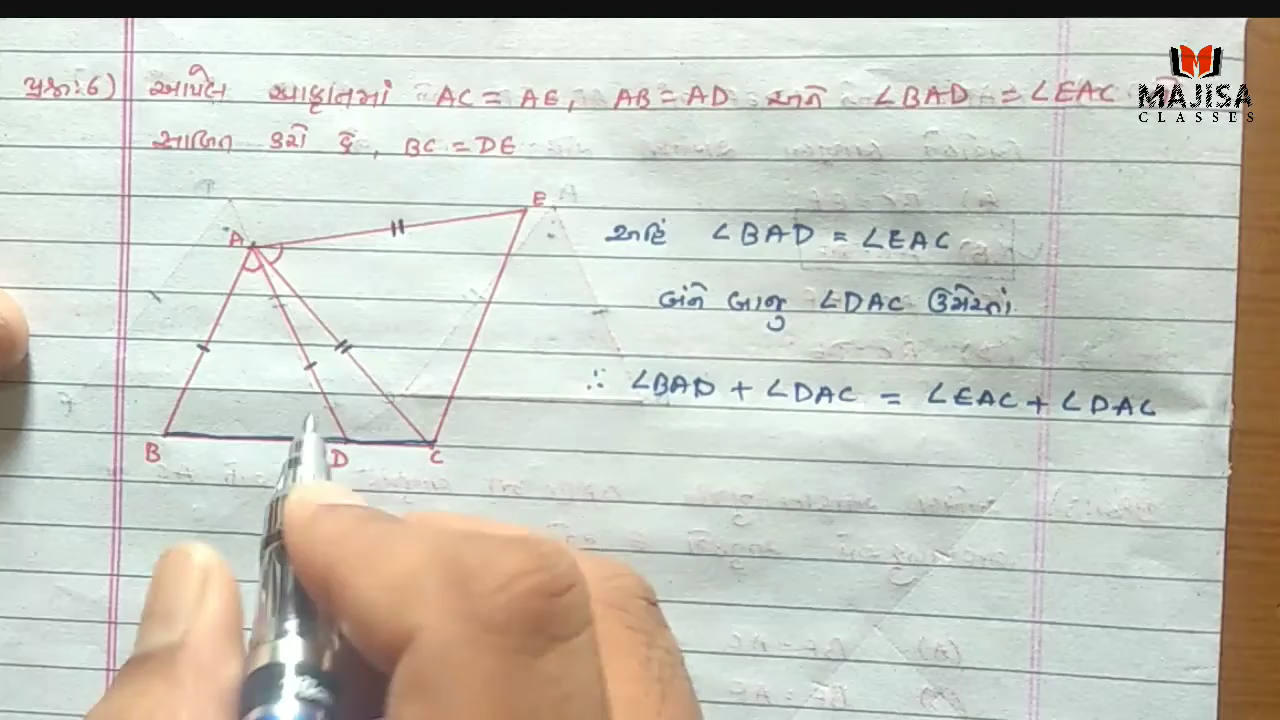 પ્રશ્ન:6) આપેલ આકૃતિમાં AC = AE, AB = AD અને ∠BAD = ∠EAC
સાબિત કરો કે, BC = DE
MAJISA
CLASSES
E
A
અહીં ∠BAD = ∠EAC
બંને બાજુ ∠DAC ઉમેરતાં
∴ ∠BAD + ∠DAC = ∠EAC + ∠DAC
B D C